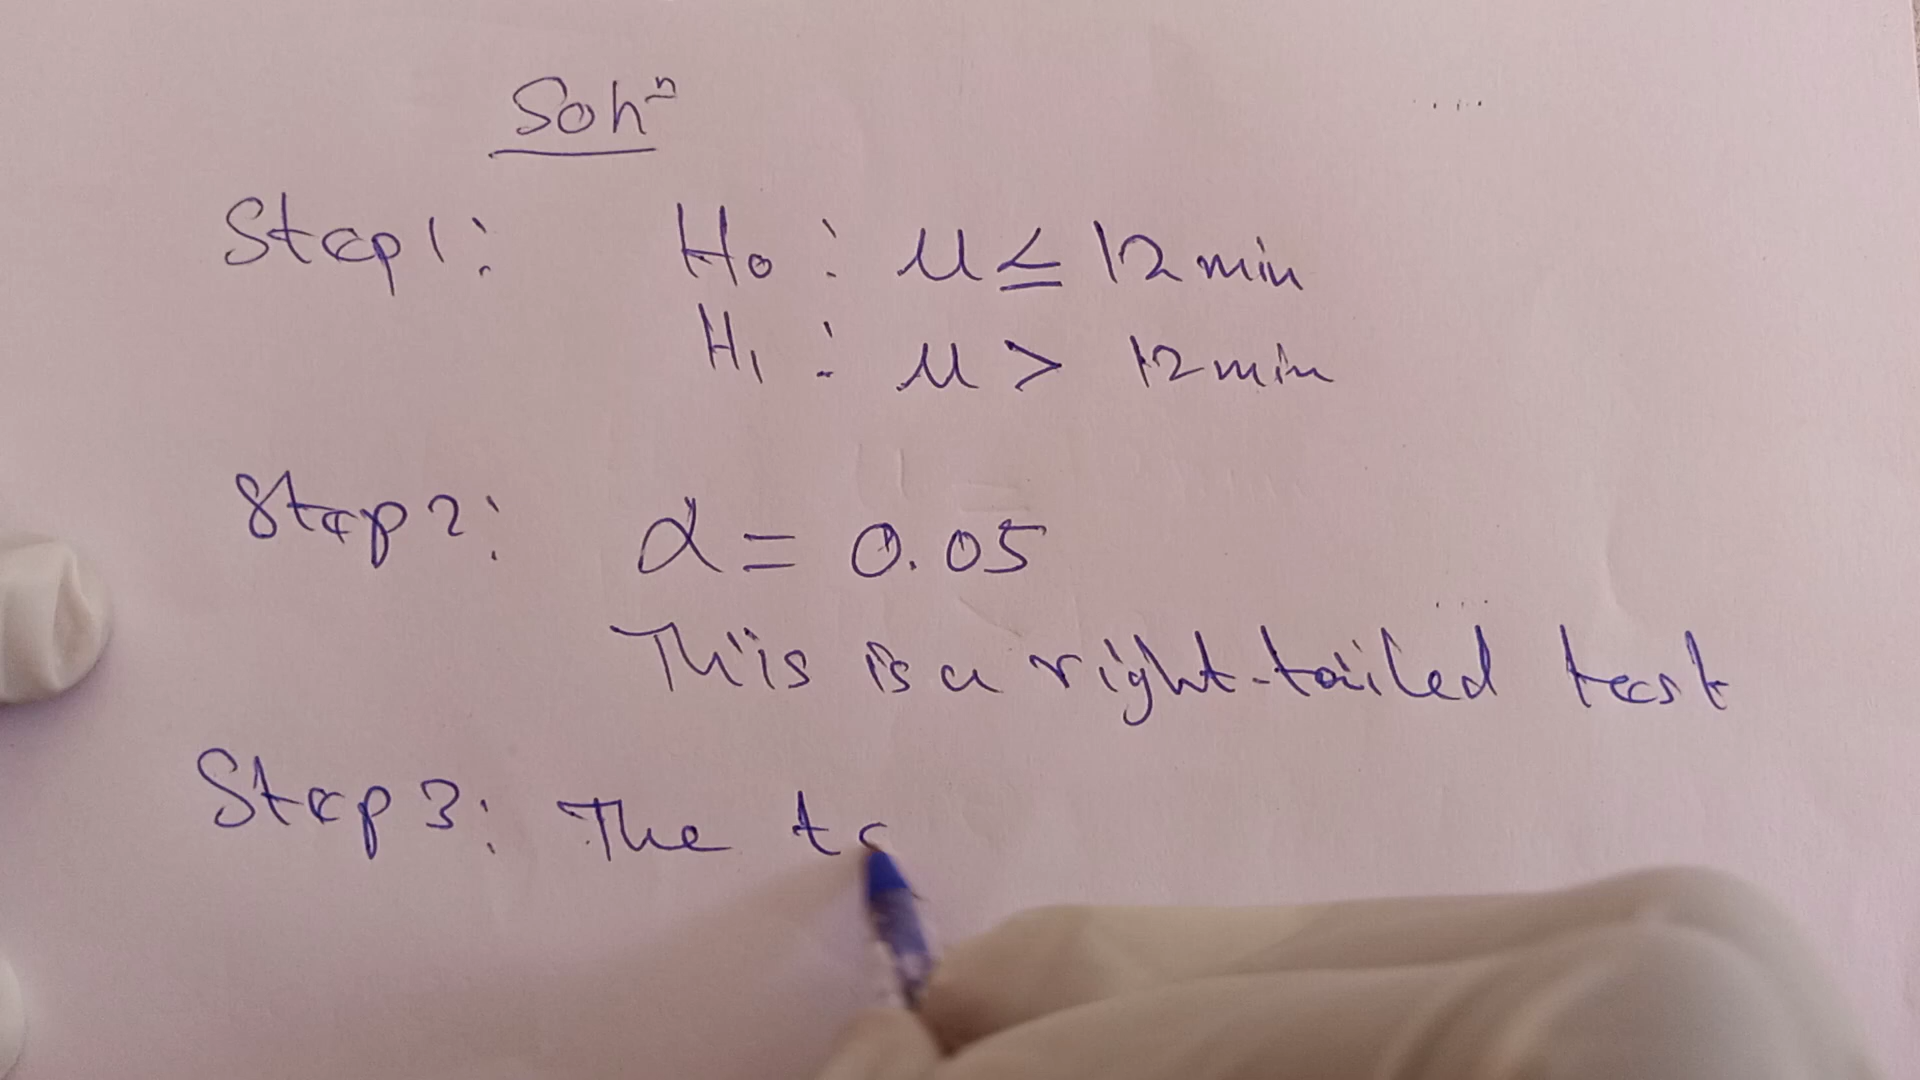 Soln
Step 1: H0 : μ ≤ 12 min
H1 : μ > 12 min
Step 2: α = 0.05
This is a right-tailed test
Step 3: The te